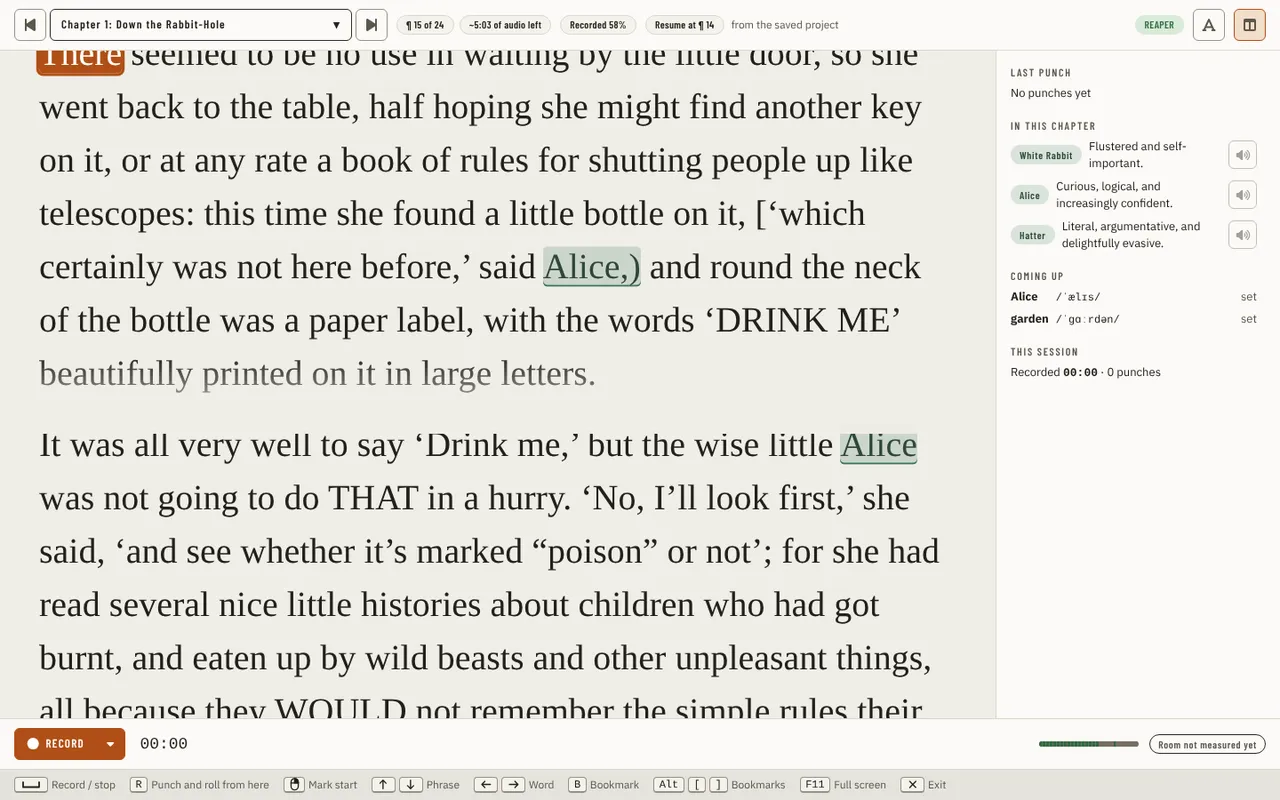 Chapter 1: Down the Rabbit-Hole ▼ ¶ 15 of 24 ~5:03 of audio left Recorded 58% Resume at ¶ 14 from the saved project REAPER A
There seemed to be no use in waiting by the little door, so she
went back to the table, half hoping she might find another key
on it, or at any rate a book of rules for shutting people up like
telescopes: this time she found a little bottle on it, [‘which
certainly was not here before,’ said Alice,) and round the neck
of the bottle was a paper label, with the words ‘DRINK ME’
beautifully printed on it in large letters.
It was all very well to say ‘Drink me,’ but the wise little Alice
was not going to do THAT in a hurry. ‘No, I’ll look first,’ she
said, ‘and see whether it’s marked “poison” or not’; for she had
read several nice little histories about children who had got
burnt, and eaten up by wild beasts and other unpleasant things,
all because they WOULD not remember the simple rules their
LAST PUNCH
No punches yet
IN THIS CHAPTER
White Rabbit Flustered and self-
important.
Alice Curious, logical, and
increasingly confident.
Hatter Literal, argumentative, and
delightfully evasive.
COMING UP
Alice /ˈælɪs/ set
garden /ˈɡɑːrdən/ set
THIS SESSION
Recorded 00:00 · 0 punches
RECORD 00:00 Room not measured yet
Record / stop R Punch and roll from here Mark start ↑ ↓ Phrase ← → Word B Bookmark Alt [ ] Bookmarks F11 Full screen ✕ Exit